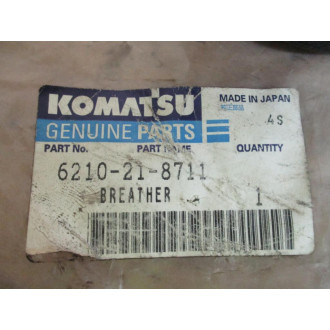 KOMATSU
MADE IN JAPAN
GENUINE PARTS
4S
PART No. PART NAME QUANTITY
6210-21-8711
BREATHER 1